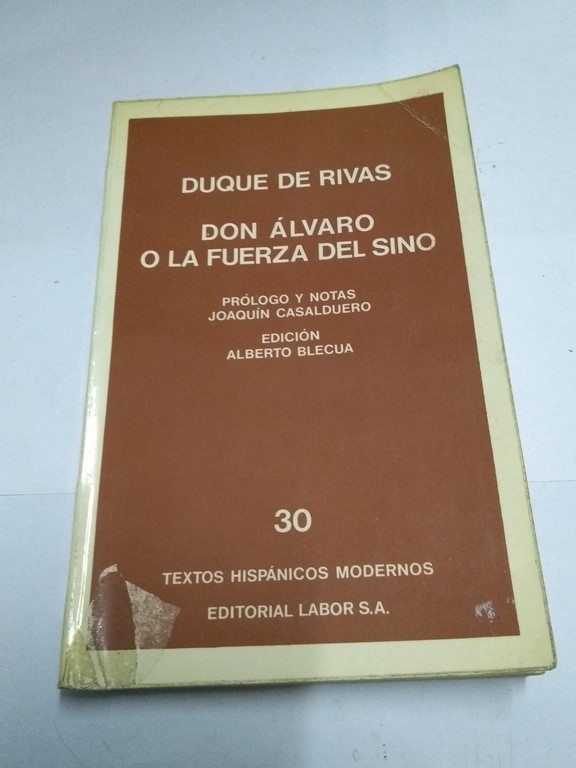 DUQUE DE RIVAS
DON ÁLVARO
O LA FUERZA DEL SINO
PRÓLOGO Y NOTAS
JOAQUÍN CASALDUERO
EDICIÓN
ALBERTO BLECUA
30
TEXTOS HISPÁNICOS MODERNOS
EDITORIAL LABOR S.A.